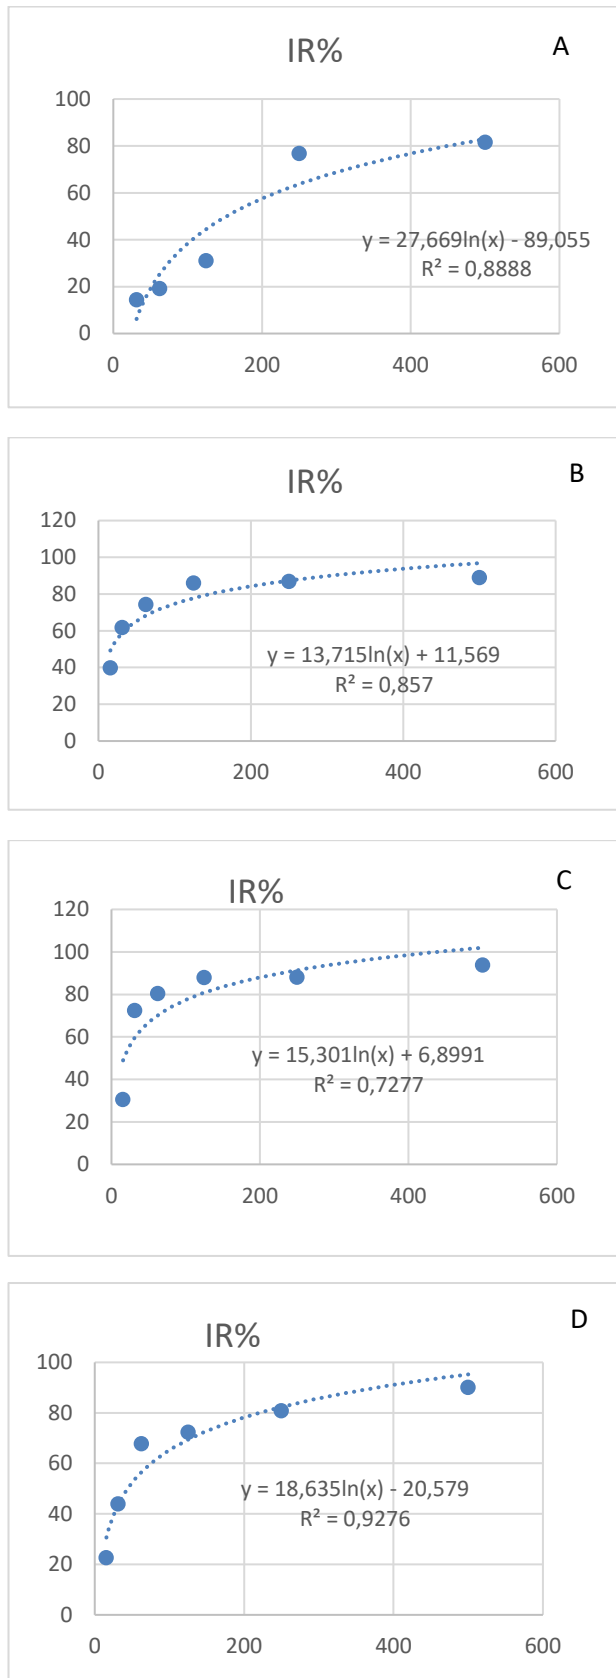 IR%
A
100
80
60
40
20
0
y = 27,669ln(x) - 89,055
R² = 0,8888
0 200 400 600
IR%
B
120
100
80
60
40
20
0
y = 13,715ln(x) + 11,569
R² = 0,857
0 200 400 600
IR%
C
120
100
80
60
40
20
0
y = 15,301ln(x) + 6,8991
R² = 0,7277
0 200 400 600
IR%
D
100
80
60
40
20
0
y = 18,635ln(x) - 20,579
R² = 0,9276
0 200 400 600